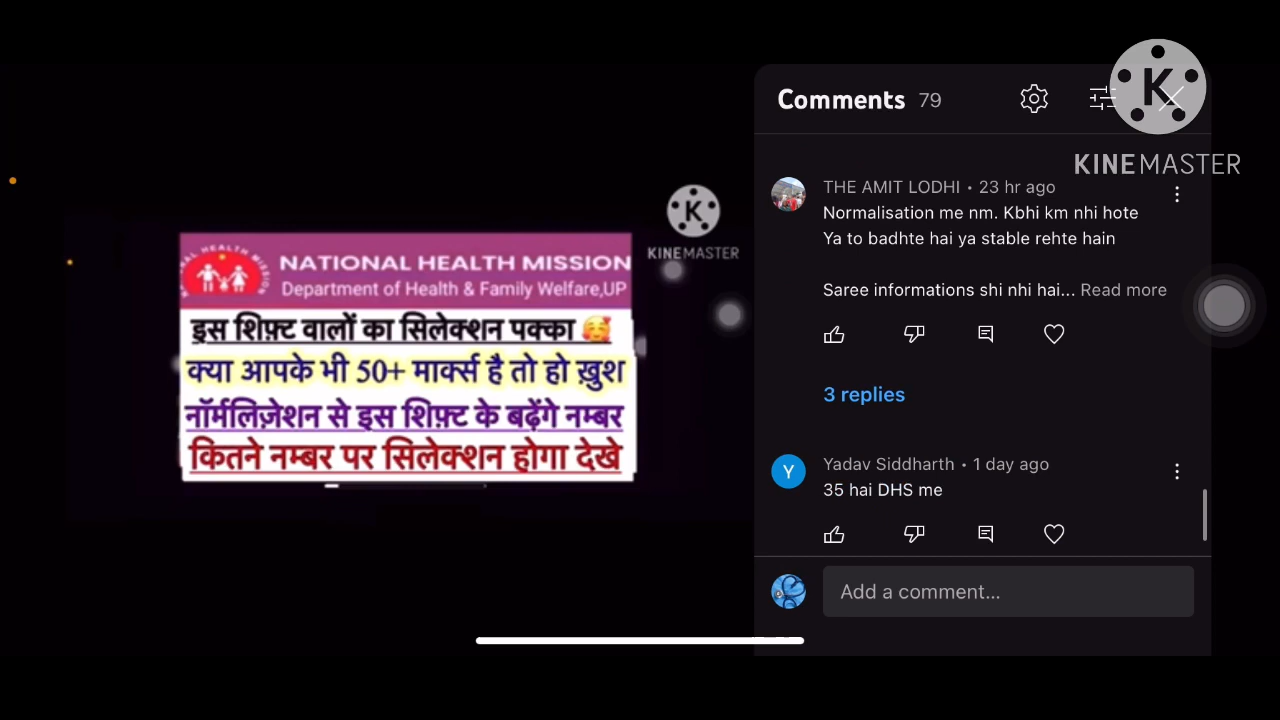 Comments 79
K
KINEMASTER
THE AMIT LODHI • 23 hr ago
Normalisation me nm. Kbhi km nhi hote
Ya to badhte hai ya stable rehte hain
Saree informations shi nhi hai... Read more
3 replies
Y
Yadav Siddharth • 1 day ago
35 hai DHS me
Add a comment...
K
KINEMASTER
NATIONAL HEALTH MISSION
NATIONAL HEALTH MISSION
Department of Health & Family Welfare,UP
इस शिफ़्ट वालों का सिलेक्शन पक्का 🥰
क्या आपके भी 50+ मार्क्स है तो हो ख़ुश
नॉर्मलिज़ेशन से इस शिफ़्ट के बढ़ेंगे नम्बर
कितने नम्बर पर सिलेक्शन होगा देखे